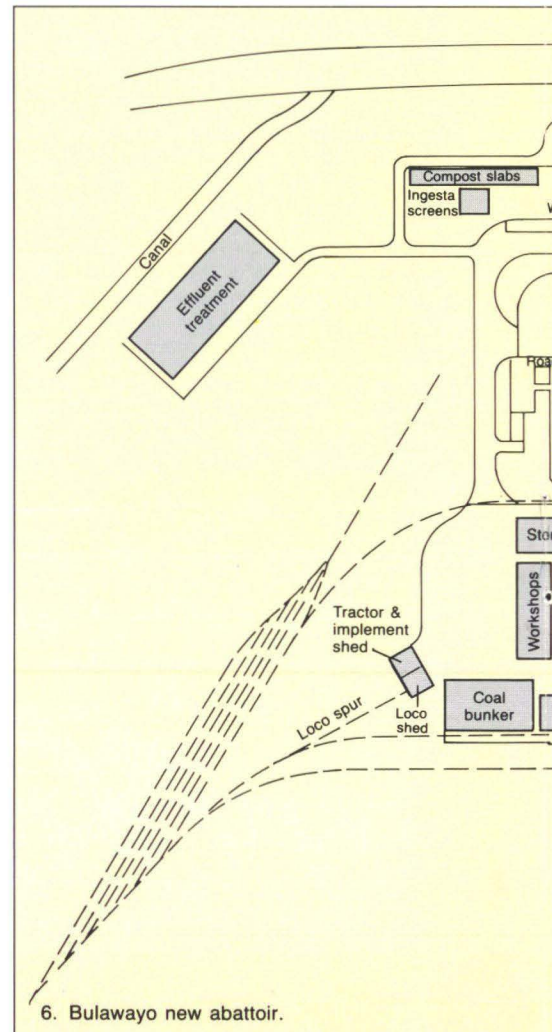 Compost slabs
Ingesta
screens
Canal
Effluent
treatment
Workshops
Tractor &
implement
shed
Loco spur
Loco
shed
Coal
bunker
6. Bulawayo new abattoir.